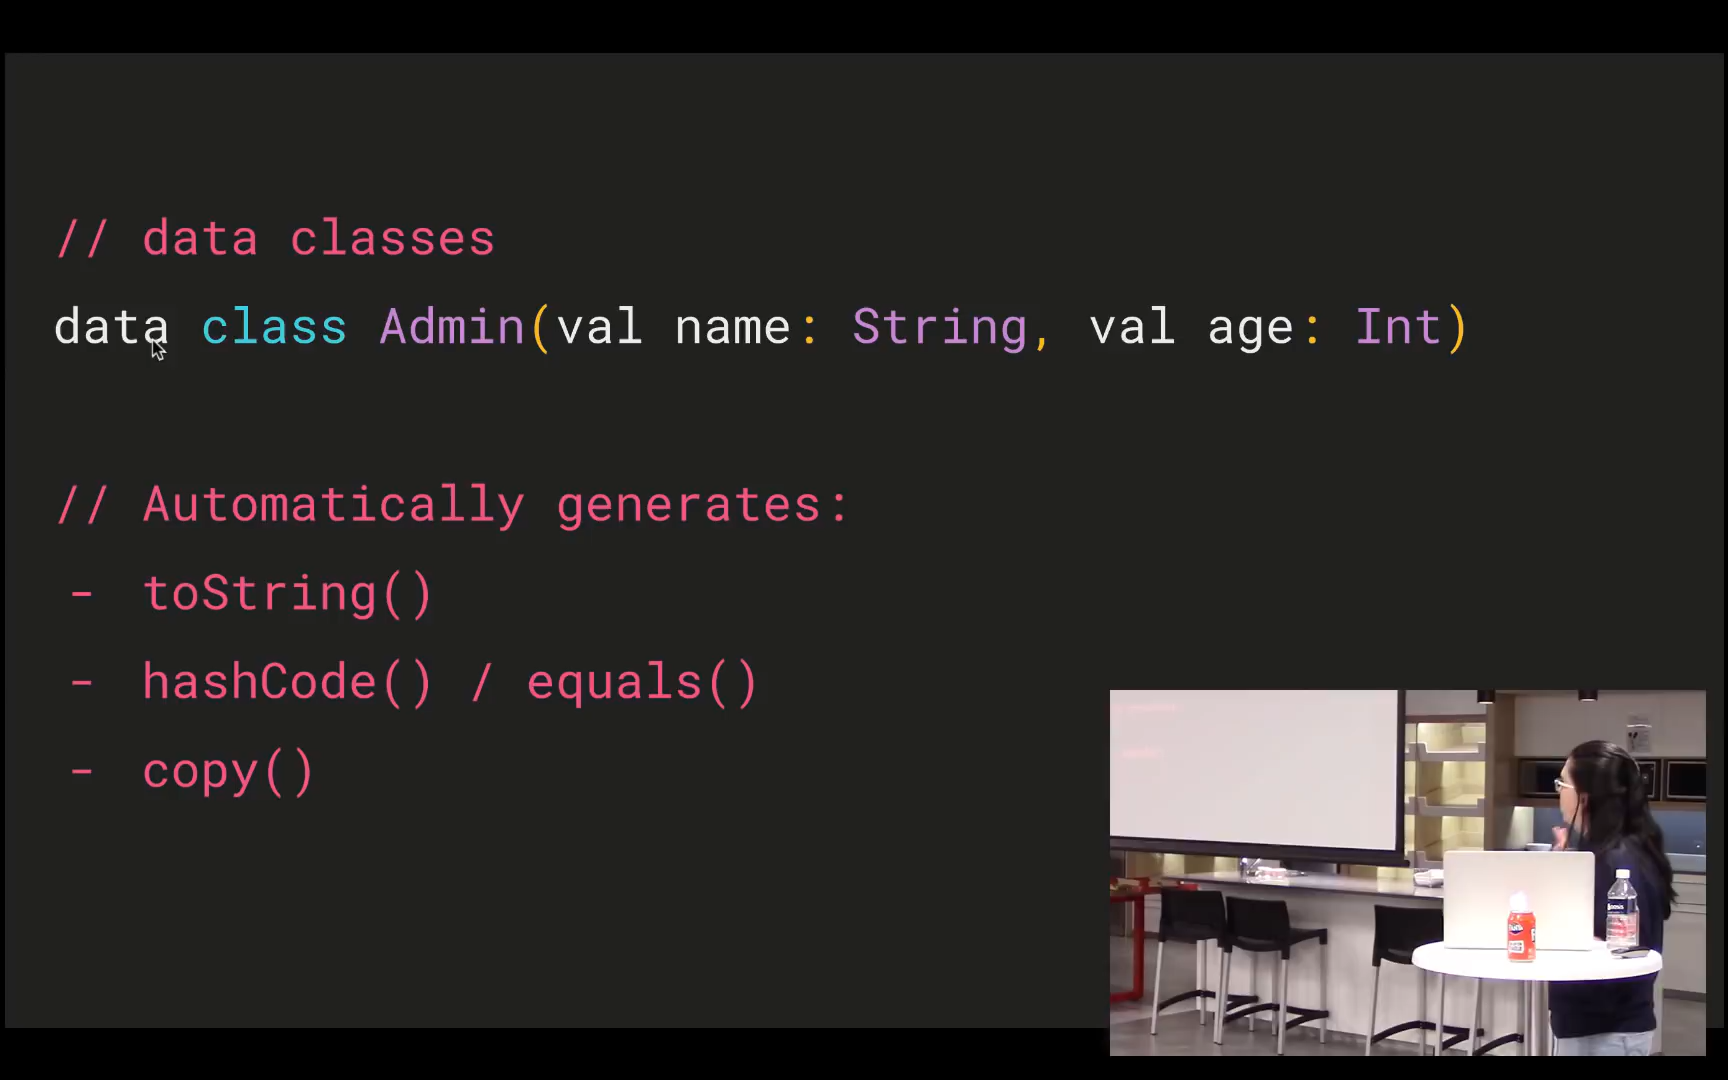 // data classes
data class Admin(val name: String, val age: Int)
// Automatically generates:
- toString()
- hashCode() / equals()
- copy()